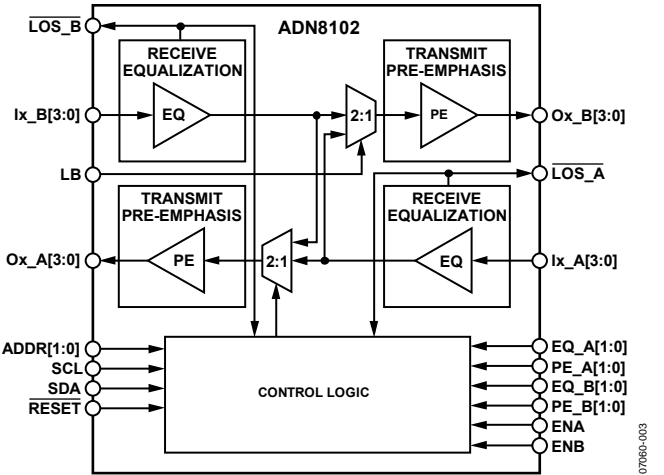 LOS_B
ADN8102
RECEIVE
EQUALIZATION
TRANSMIT
PRE-EMPHASIS
Ix_B[3:0]
EQ
2:1
PE
Ox_B[3:0]
LB
LOS_A
TRANSMIT
PRE-EMPHASIS
RECEIVE
EQUALIZATION
Ox_A[3:0]
PE
2:1
EQ
Ix_A[3:0]
ADDR[1:0]
SCL
SDA
RESET
CONTROL LOGIC
EQ_A[1:0]
PE_A[1:0]
EQ_B[1:0]
PE_B[1:0]
ENA
ENB
07060-003